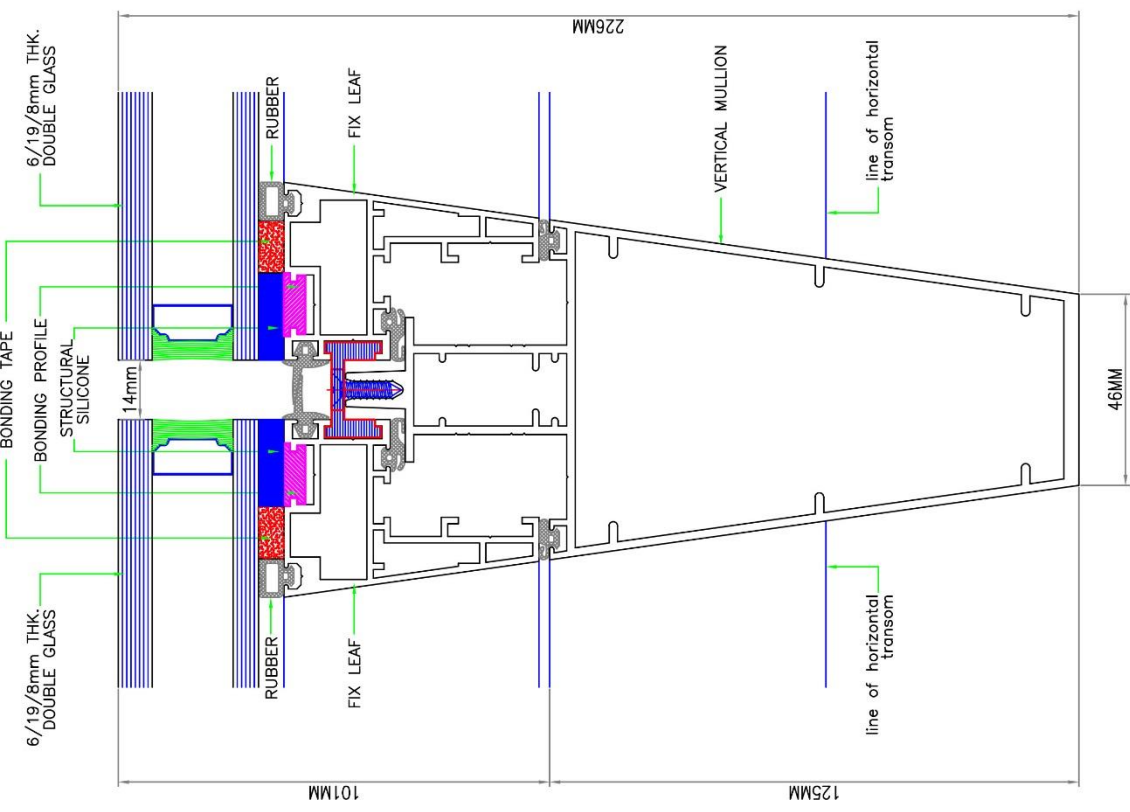 226MM
6/19/8mm THK.
DOUBLE GLASS
RUBBER
FIX LEAF
VERTICAL MULLION
line of horizontal
transom
BONDING TAPE
BONDING PROFILE
STRUCTURAL
SILICONE
14mm
46MM
6/19/8mm THK.
DOUBLE GLASS
RUBBER
FIX LEAF
line of horizontal
transom
101MM
125MM